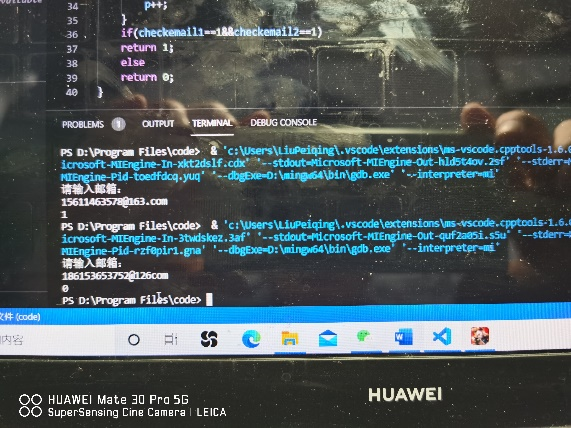 34 p++;
35 }
36 if(checkemail1==1&&checkemail2==1)
37 return 1;
38 else
39 return 0;
40 }
PROBLEMS 1 OUTPUT TERMINAL DEBUG CONSOLE
PS D:\Program Files\code> & 'c:\Users\LiuPeiqing\.vscode\extensions\ms-vscode.cpptools-1.6.0
icrosoft-MIEngine-In-xkt2dslf.cdx' '--stdout=Microsoft-MIEngine-Out-hld5t4ov.2sf' '--stderr=M
MIEngine-Pid-toedfdcq.yuq' '--dbgExe=D:\mingw64\bin\gdb.exe' '--interpreter=mi'
请输入邮箱:
15611463578@163.com
1
PS D:\Program Files\code> & 'c:\Users\LiuPeiqing\.vscode\extensions\ms-vscode.cpptools-1.6.0
icrosoft-MIEngine-In-3twdskez.3af' '--stdout=Microsoft-MIEngine-Out-quf2a05i.s5u' '--stderr=
MIEngine-Pid-rzf0pir1.gna' '--dbgExe=D:\mingw64\bin\gdb.exe' '--interpreter=mi'
请输入邮箱:
186153653752@126com
0
PS D:\Program Files\code>
文件 (code)
内容
HUAWEI
HUAWEI Mate 30 Pro 5G
SuperSensing Cine Camera | LEICA